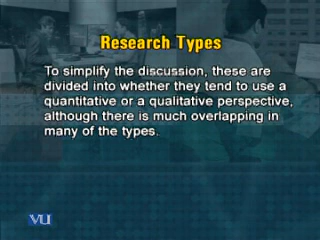 Research Types
To simplify the discussion, these are
divided into whether they tend to use a
quantitative or a qualitative perspective,
although there is much overlapping in
many of the types.
VU